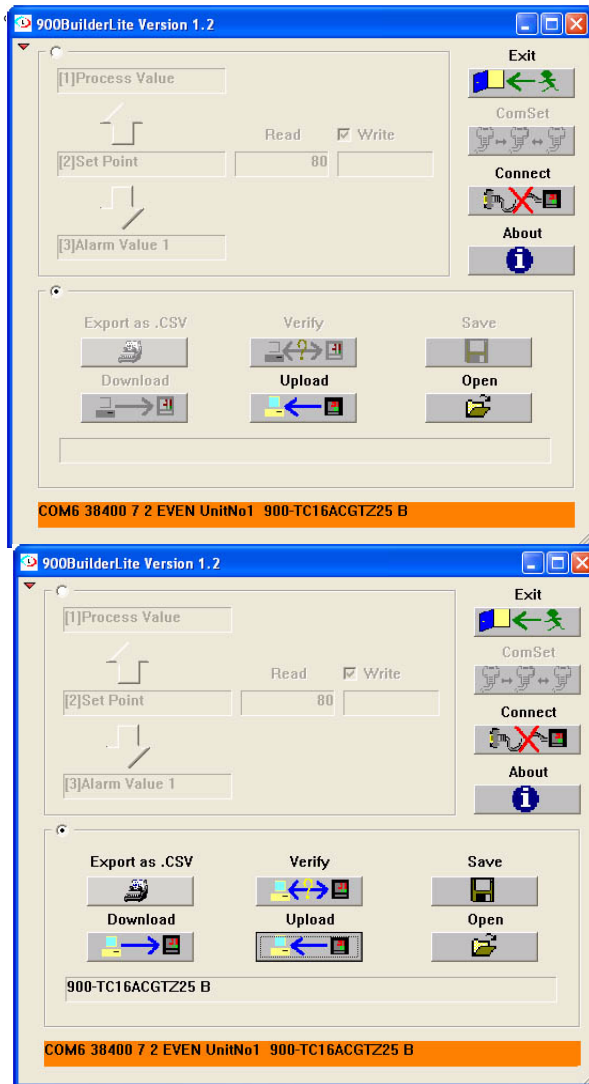 900BuilderLite Version 1.2
Exit
[1]Process Value
ComSet
Read Write
[2]Set Point 80
Connect
About
[3]Alarm Value 1
Export as .CSV Verify Save
Download Upload Open
COM6 38400 7 2 EVEN UnitNo1 900-TC16ACGTZ25 B
900BuilderLite Version 1.2
Exit
[1]Process Value
ComSet
Read Write
[2]Set Point 80
Connect
About
[3]Alarm Value 1
Export as .CSV Verify Save
Download Upload Open
900-TC16ACGTZ25 B
COM6 38400 7 2 EVEN UnitNo1 900-TC16ACGTZ25 B